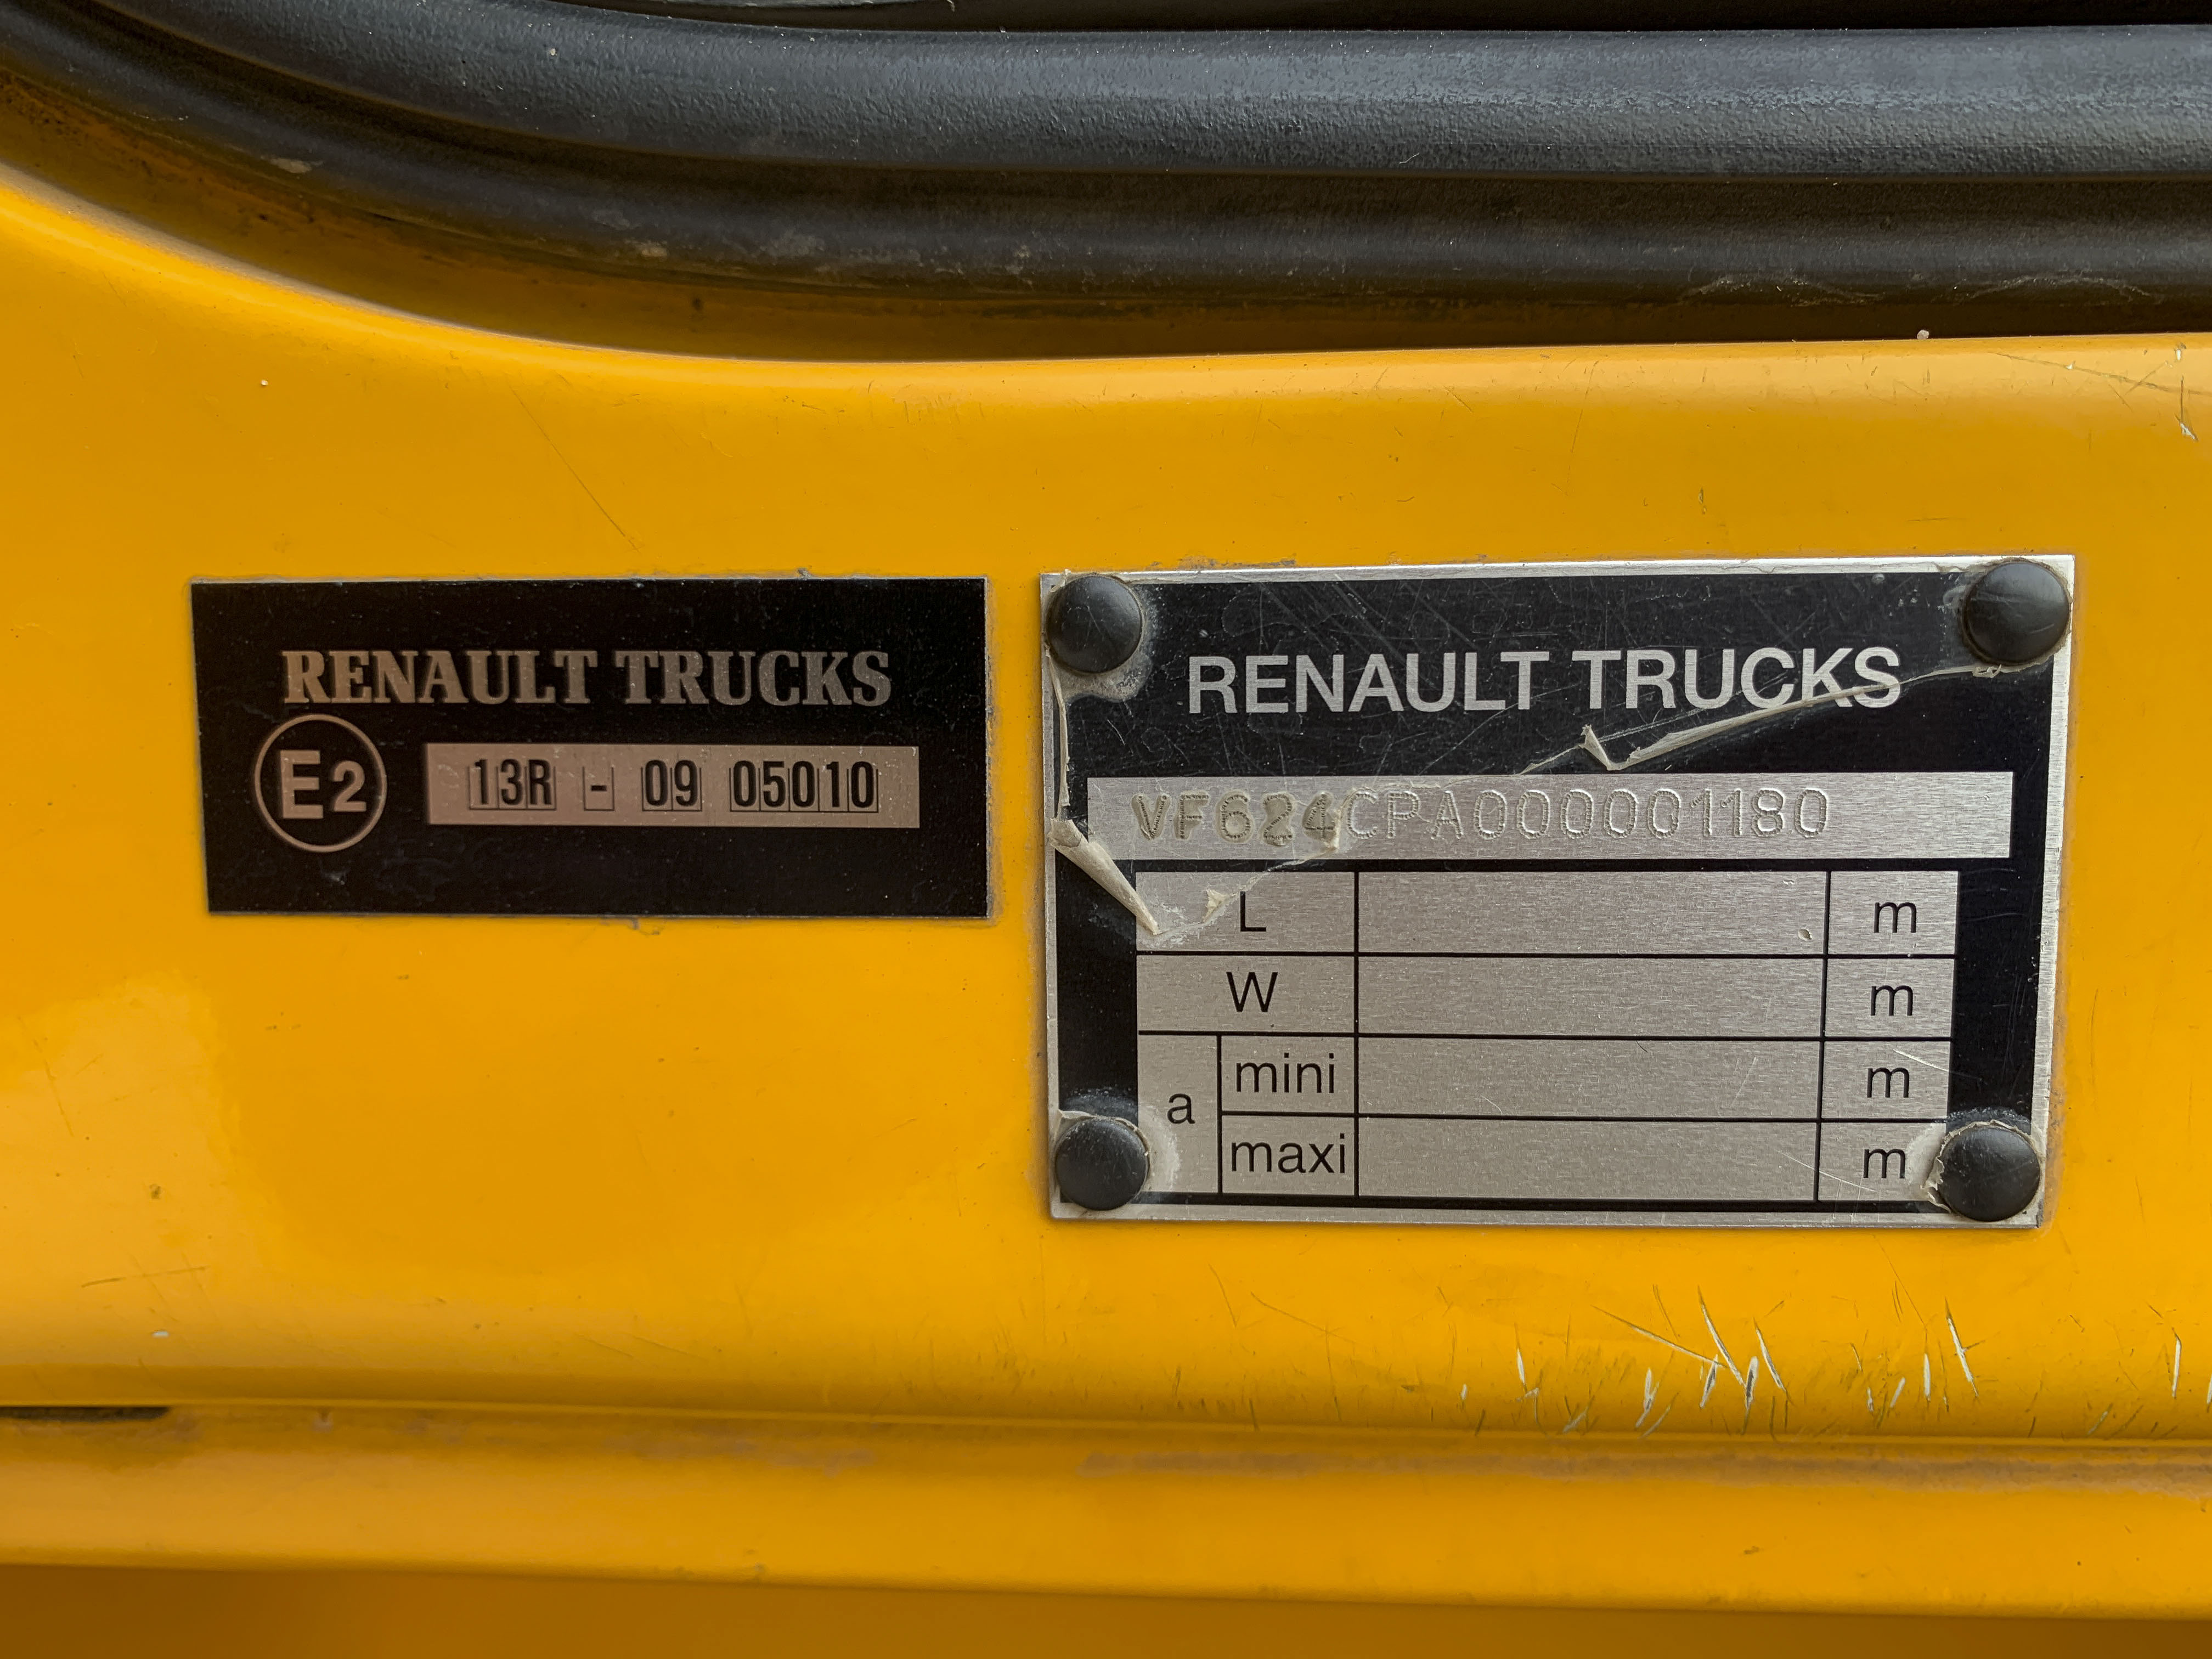 RENAULT TRUCKS
E2 13R - 09 05010
RENAULT TRUCKS
VF624CPA000001180
L m
W m
a mini m
maxi m